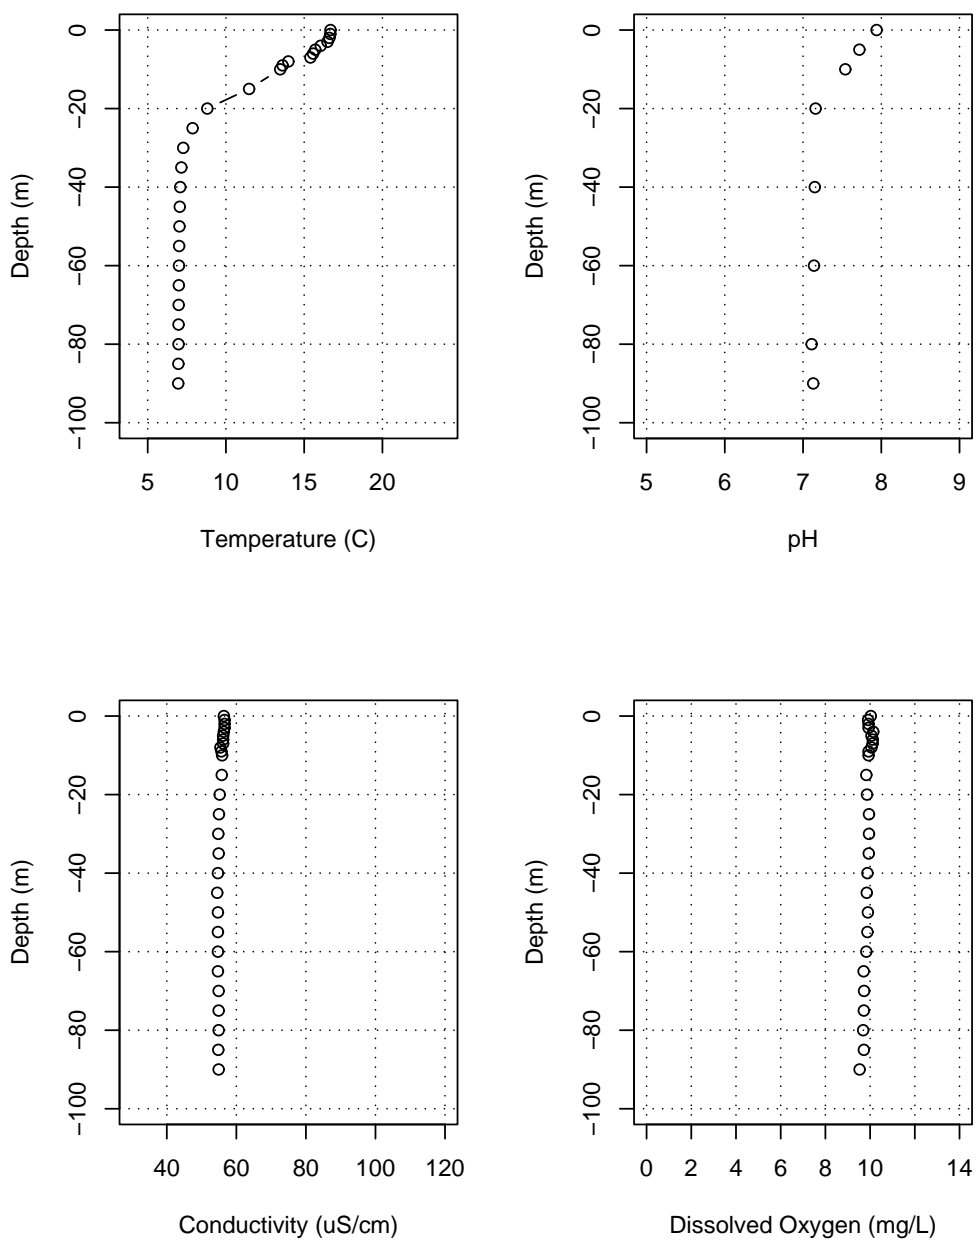 0
−20
−40
−60
−80
−100
Depth (m)
5 10 15 20
Temperature (C)
0
−20
−40
−60
−80
−100
Depth (m)
5 6 7 8 9
pH
0
−20
−40
−60
−80
−100
Depth (m)
40 60 80 100 120
Conductivity (uS/cm)
0
−20
−40
−60
−80
−100
Depth (m)
0 2 4 6 8 10 14
Dissolved Oxygen (mg/L)